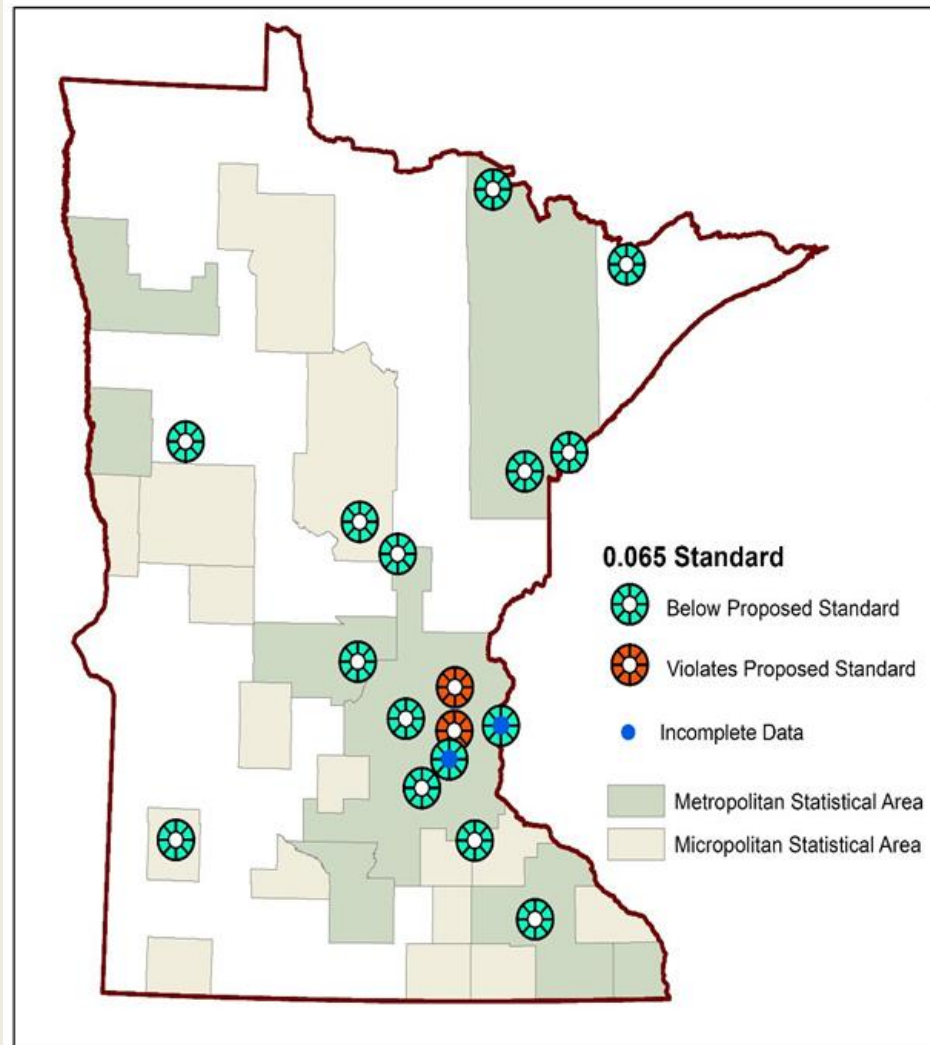 0.065 Standard
Below Proposed Standard
Violates Proposed Standard
Incomplete Data
Metropolitan Statistical Area
Micropolitan Statistical Area